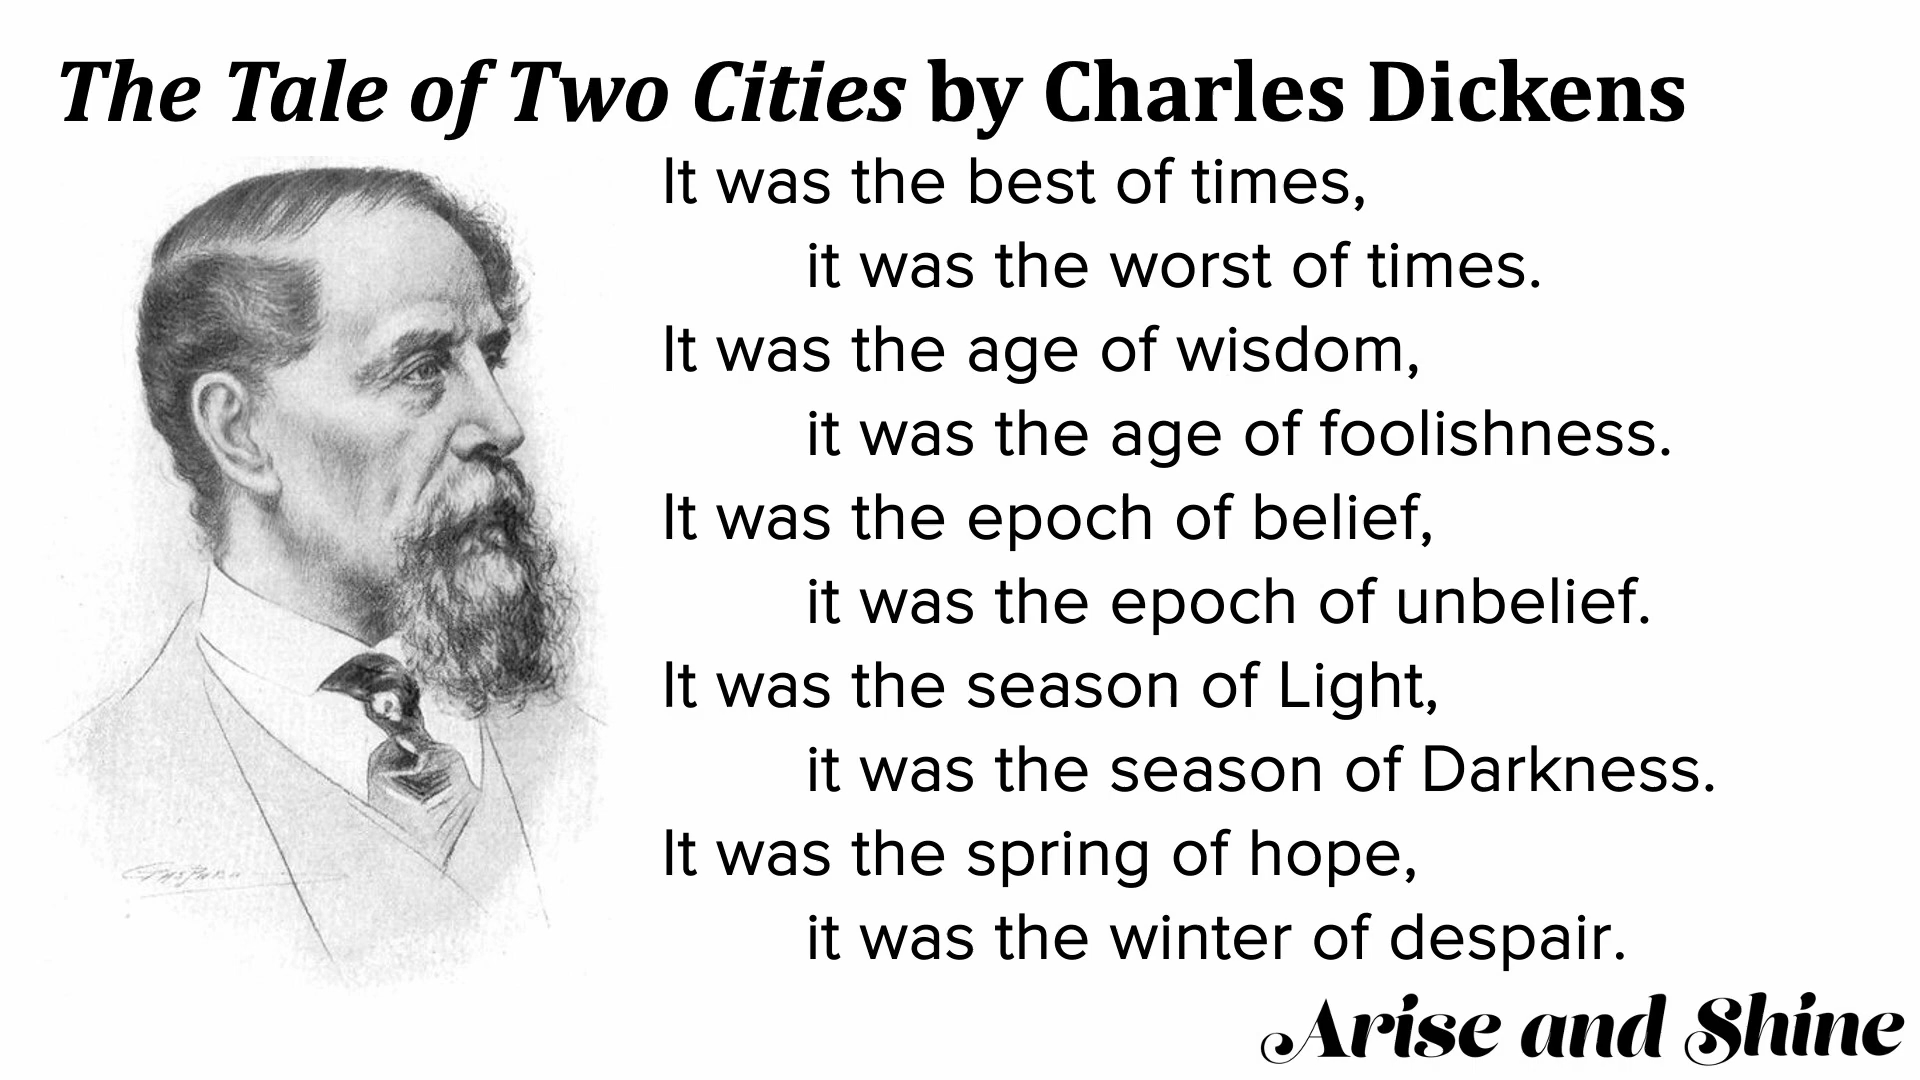 The Tale of Two Cities by Charles Dickens
It was the best of times,
it was the worst of times.
It was the age of wisdom,
it was the age of foolishness.
It was the epoch of belief,
it was the epoch of unbelief.
It was the season of Light,
it was the season of Darkness.
It was the spring of hope,
it was the winter of despair.
Arise and Shine